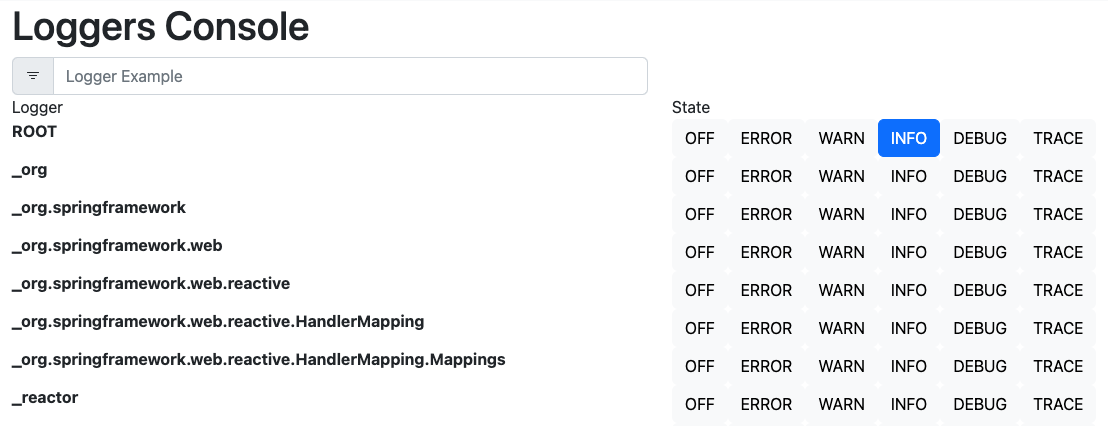 Loggers Console
Logger Example
Logger State
ROOT OFF ERROR WARN INFO DEBUG TRACE
_org OFF ERROR WARN INFO DEBUG TRACE
_org.springframework OFF ERROR WARN INFO DEBUG TRACE
_org.springframework.web OFF ERROR WARN INFO DEBUG TRACE
_org.springframework.web.reactive OFF ERROR WARN INFO DEBUG TRACE
_org.springframework.web.reactive.HandlerMapping OFF ERROR WARN INFO DEBUG TRACE
_org.springframework.web.reactive.HandlerMapping.Mappings OFF ERROR WARN INFO DEBUG TRACE
_reactor OFF ERROR WARN INFO DEBUG TRACE